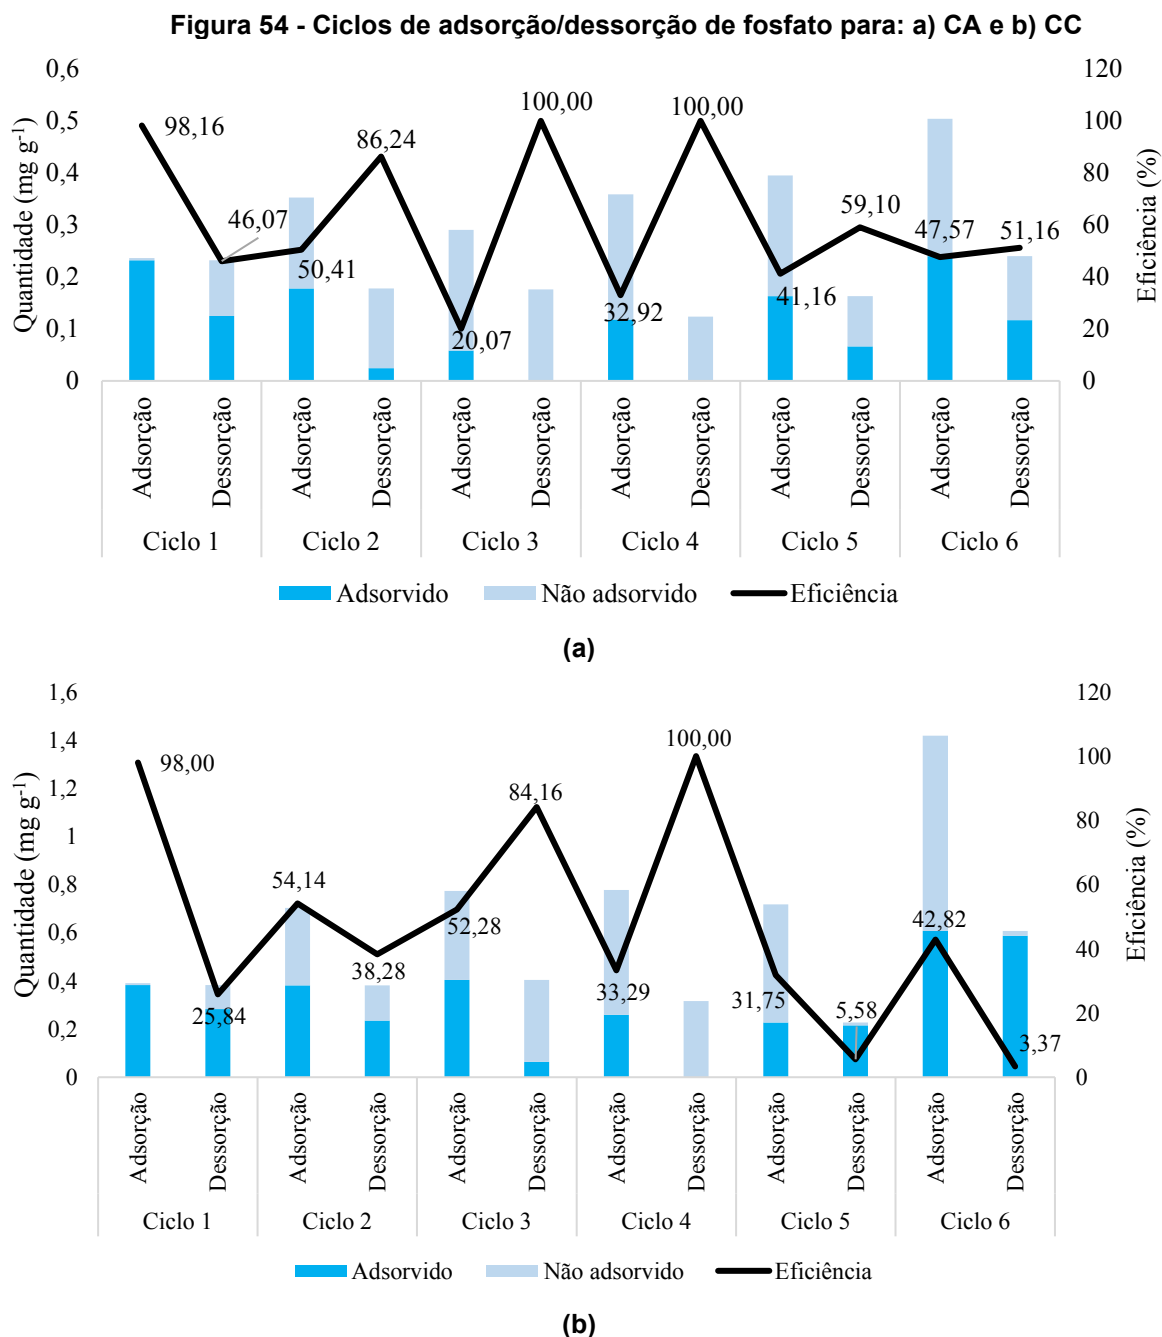 Figura 54 - Ciclos de adsorção/dessorção de fosfato para: a) CA e b) CC
0,6
0,5
0,4
0,3
0,2
0,1
0
Quantidade (mg g⁻¹)
120
100
80
60
40
20
0
Eficiência (%)
98,16
46,07
50,41
86,24
20,07
100,00
32,92
100,00
41,16
59,10
47,57
51,16
Adsorção
Dessorção
Adsorção
Dessorção
Adsorção
Dessorção
Adsorção
Dessorção
Adsorção
Dessorção
Adsorção
Dessorção
Ciclo 1
Ciclo 2
Ciclo 3
Ciclo 4
Ciclo 5
Ciclo 6
Adsorvido
Não adsorvido
Eficiência
(a)
1,6
1,4
1,2
1
0,8
0,6
0,4
0,2
0
Quantidade (mg g⁻¹)
120
100
80
60
40
20
0
Eficiência (%)
98,00
25,84
54,14
38,28
52,28
84,16
33,29
100,00
31,75
5,58
42,82
3,37
Adsorção
Dessorção
Adsorção
Dessorção
Adsorção
Dessorção
Adsorção
Dessorção
Adsorção
Dessorção
Adsorção
Dessorção
Ciclo 1
Ciclo 2
Ciclo 3
Ciclo 4
Ciclo 5
Ciclo 6
Adsorvido
Não adsorvido
Eficiência
(b)